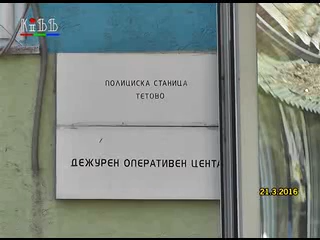 ПОЛИЦИСКА СТАНИЦА
ТЕТОВО
ДЕЖУРЕН ОПЕРАТИВЕН ЦЕНТА
21.3.2016